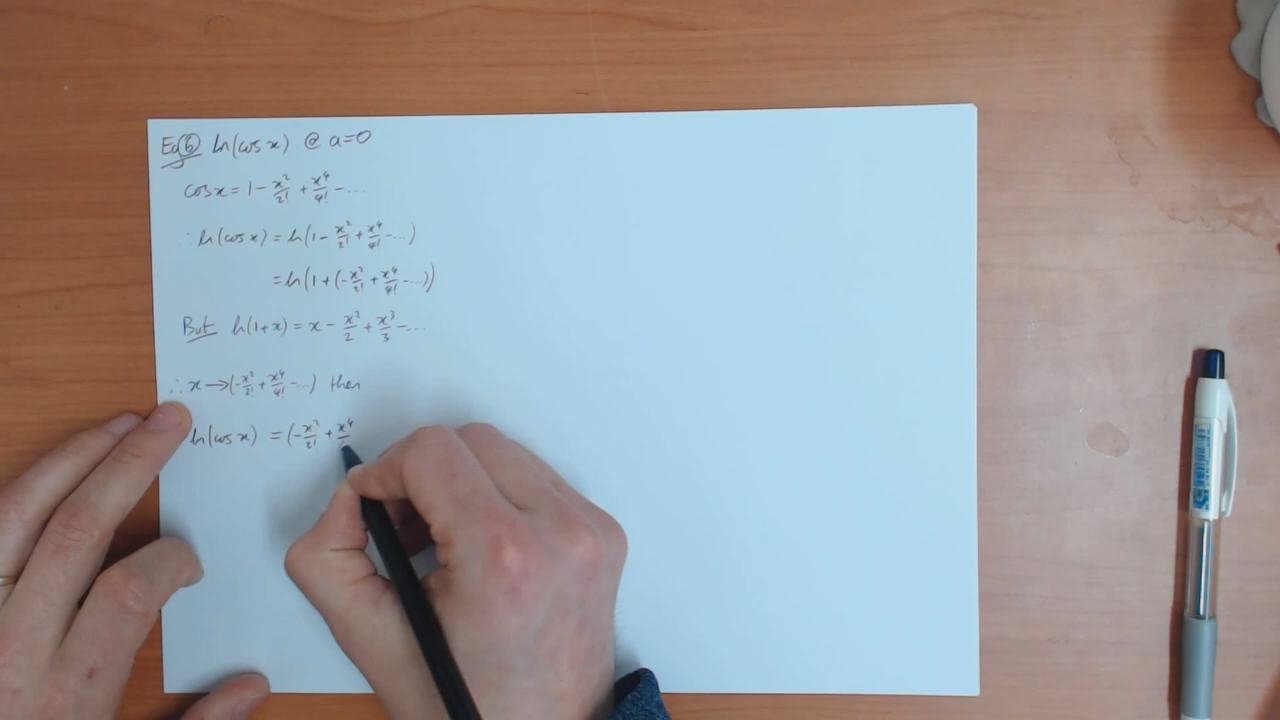 Eg⑥ ln(cos x) @ a=0
cos x = 1 - x²/2! + x⁴/4! - ...
∴ ln(cos x) = ln(1 - x²/2! + x⁴/4! - ...)
= ln(1 + (-x²/2! + x⁴/4! - ...))
But ln(1+x) = x - x²/2 + x³/3 - ...
∴ x → (-x²/2! + x⁴/4! - ...) then
ln(cos x) = (-x²/2! + x⁴